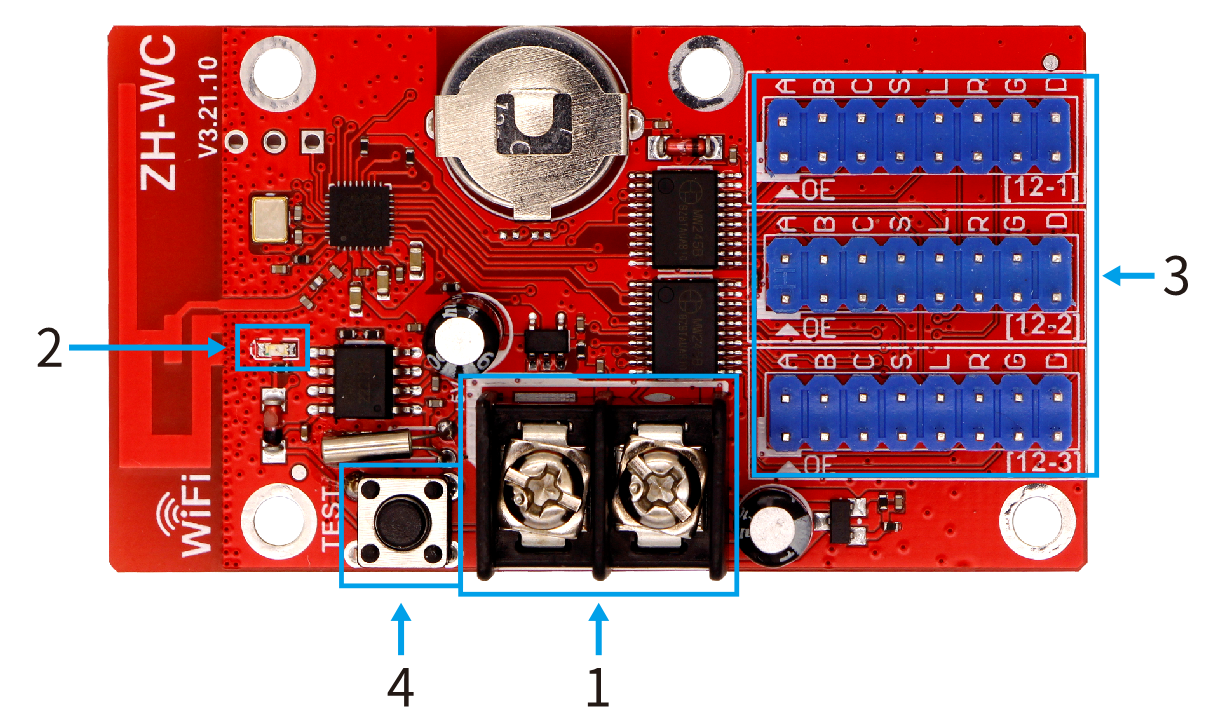 ZH-WC
V3.21.10
A B C S L R G D
OE [12-1]
A B C S L R G D
OE [12-2]
A B C S L R G D
OE [12-3]
3
2
WiFi
TEST
4
1